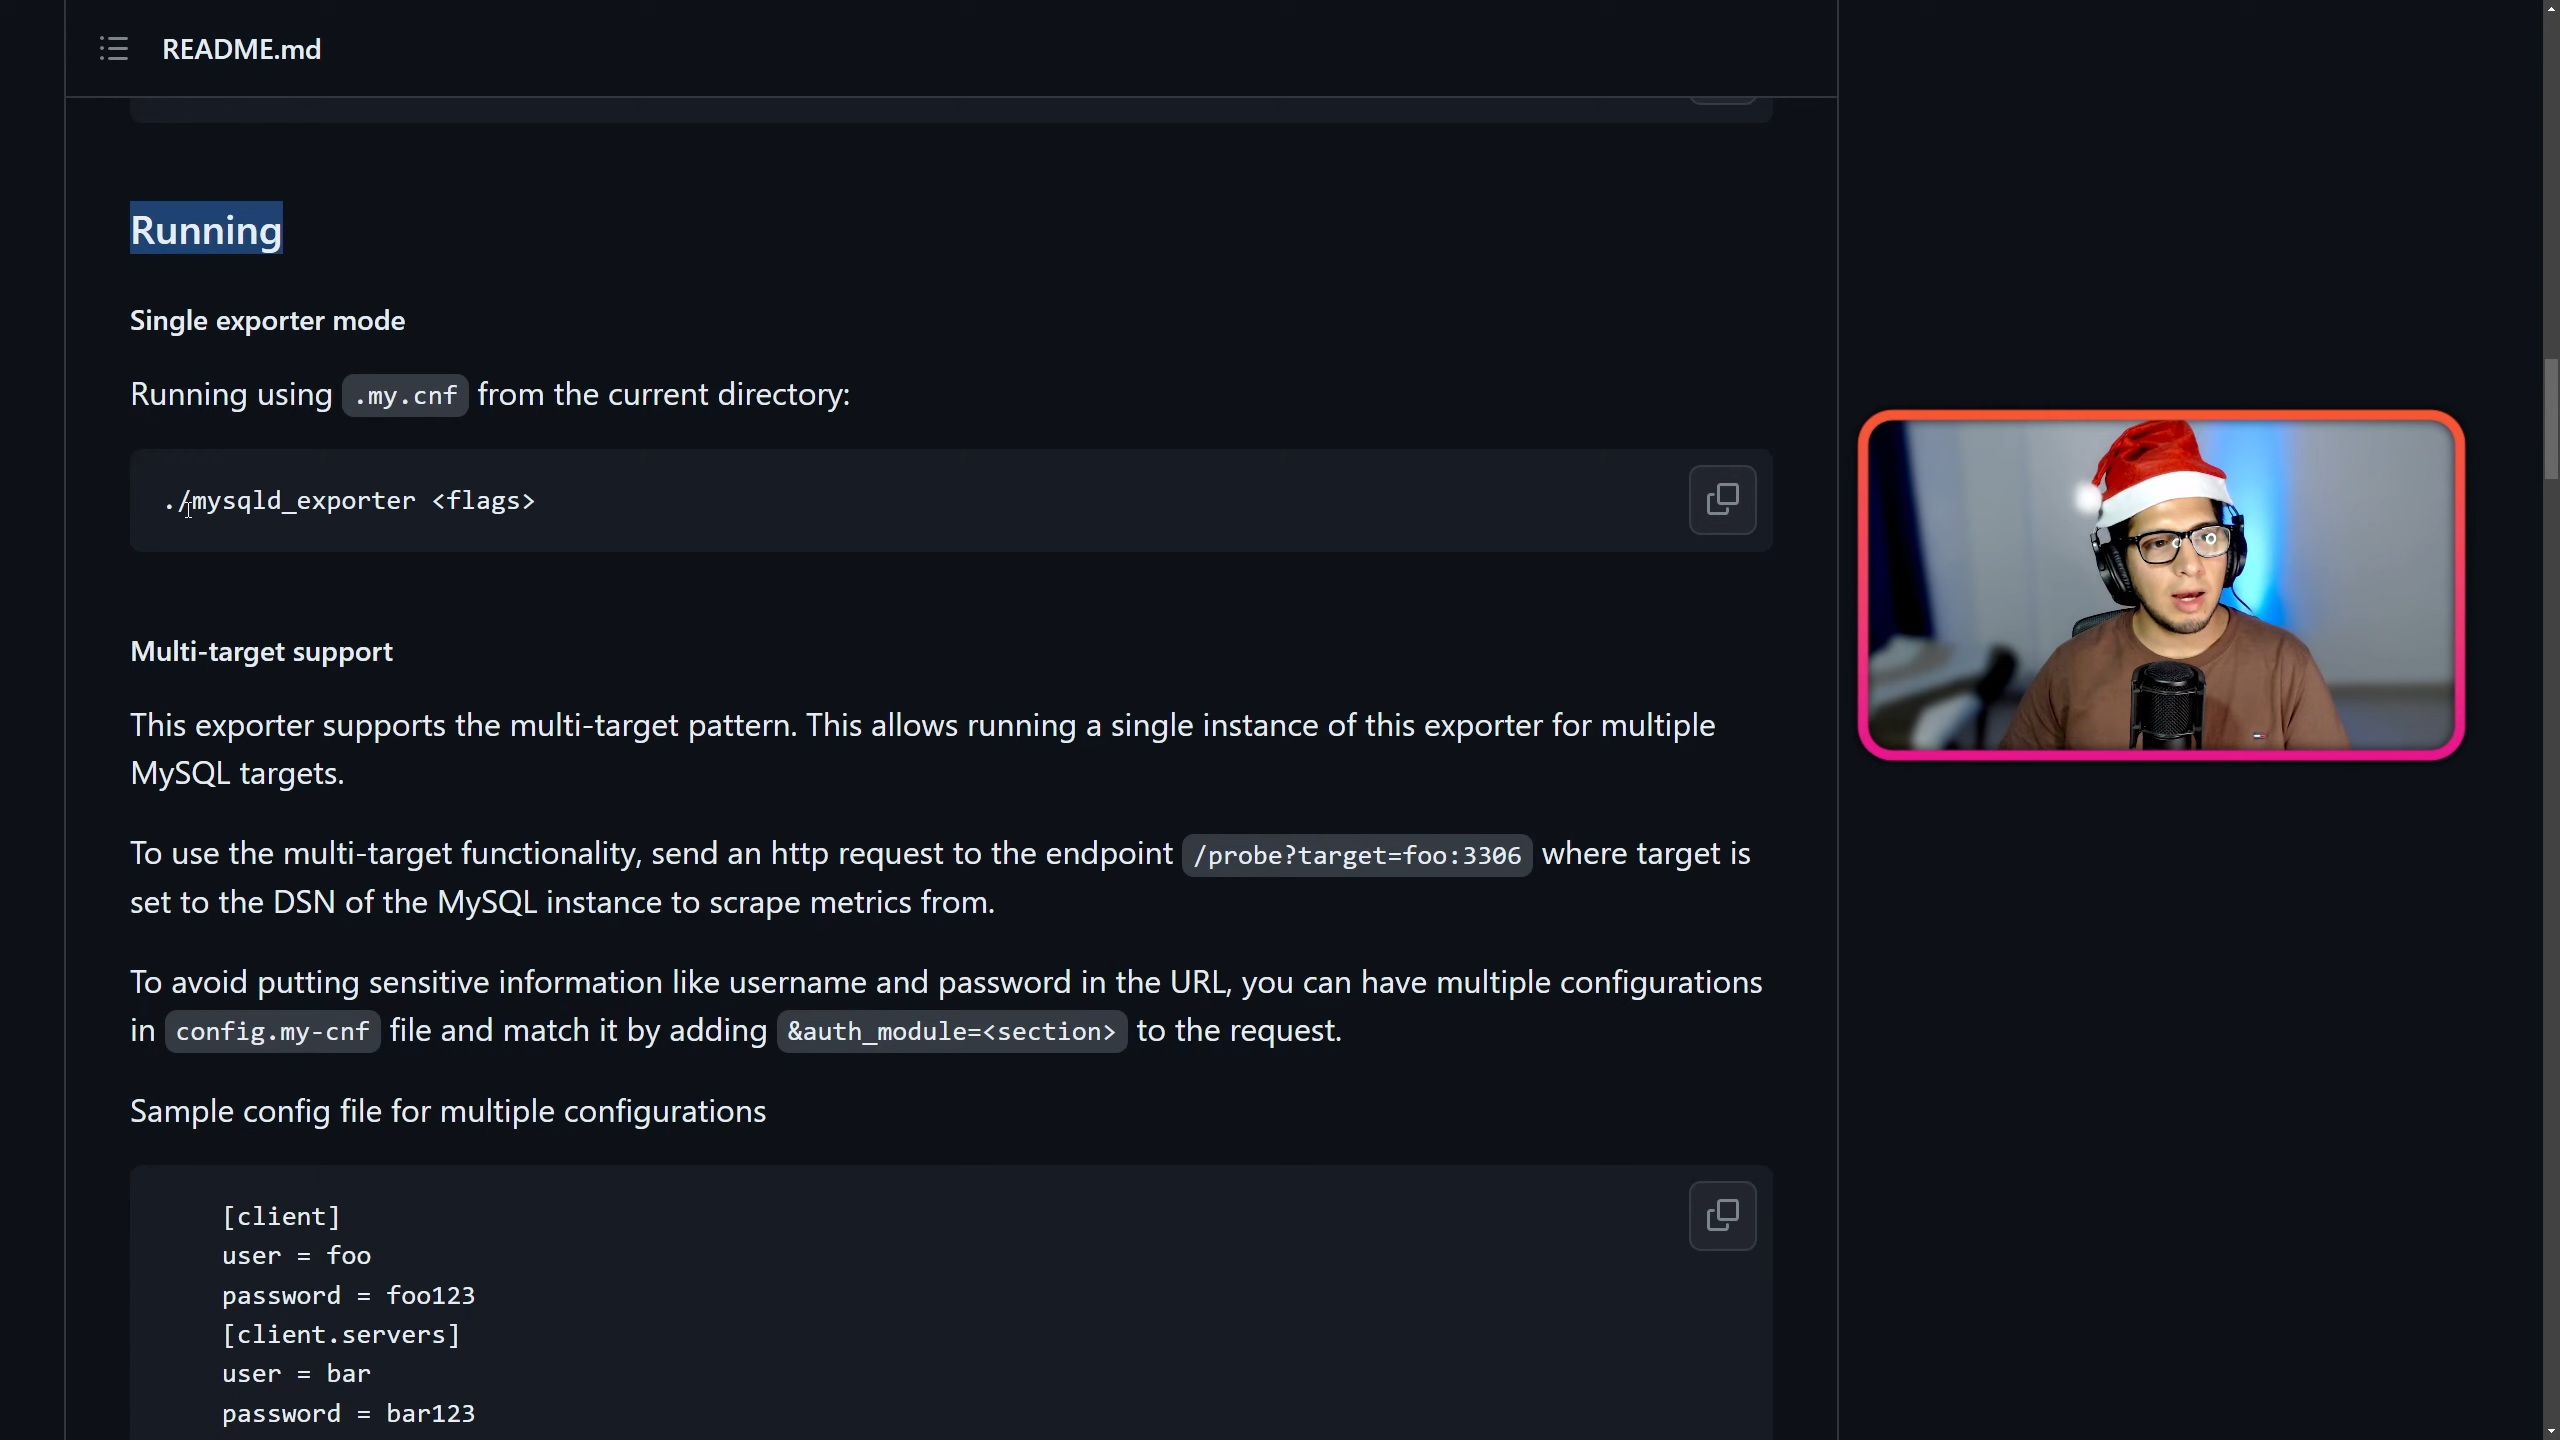 README.md
Running
Single exporter mode
Running using .my.cnf from the current directory:
./mysqld_exporter <flags>
Multi-target support
This exporter supports the multi-target pattern. This allows running a single instance of this exporter for multiple
MySQL targets.
To use the multi-target functionality, send an http request to the endpoint /probe?target=foo:3306 where target is
set to the DSN of the MySQL instance to scrape metrics from.
To avoid putting sensitive information like username and password in the URL, you can have multiple configurations
in config.my-cnf file and match it by adding &auth_module=<section> to the request.
Sample config file for multiple configurations
[client]
user = foo
password = foo123
[client.servers]
user = bar
password = bar123